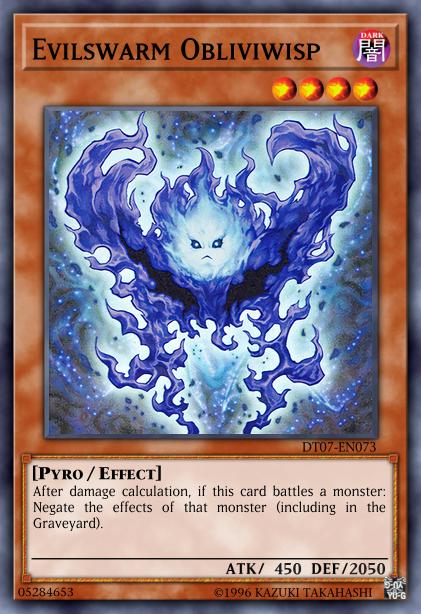 Evilswarm Obliviwisp
DARK
闇
DT07-EN073
[Pyro / Effect]
After damage calculation, if this card battles a monster:
Negate the effects of that monster (including in the
Graveyard).
ATK/ 450 DEF/2050
05284653
©1996 KAZUKI TAKAHASHI